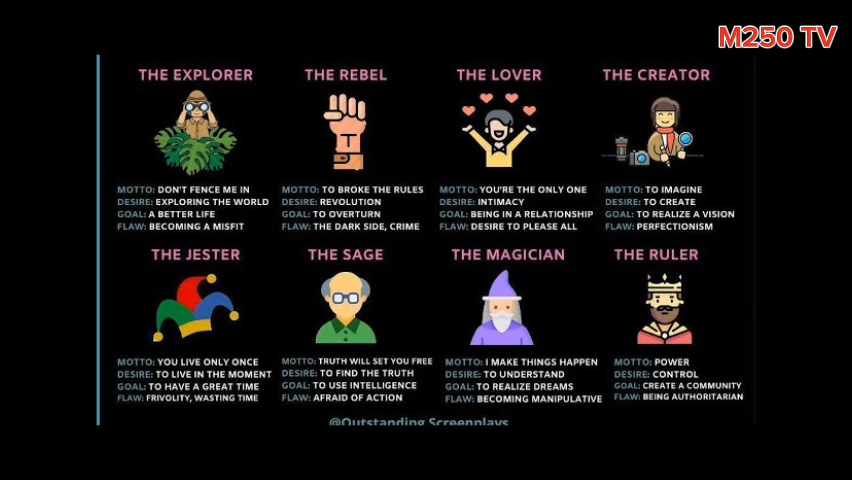 M250 TV
THE EXPLORER
MOTTO: DON'T FENCE ME IN
DESIRE: EXPLORING THE WORLD
GOAL: A BETTER LIFE
FLAW: BECOMING A MISFIT
THE REBEL
MOTTO: TO BROKE THE RULES
DESIRE: REVOLUTION
GOAL: TO OVERTURN
FLAW: THE DARK SIDE, CRIME
THE LOVER
MOTTO: YOU'RE THE ONLY ONE
DESIRE: INTIMACY
GOAL: BEING IN A RELATIONSHIP
FLAW: DESIRE TO PLEASE ALL
THE CREATOR
MOTTO: TO IMAGINE
DESIRE: TO CREATE
GOAL: TO REALIZE A VISION
FLAW: PERFECTIONISM
THE JESTER
MOTTO: YOU LIVE ONLY ONCE
DESIRE: TO LIVE IN THE MOMENT
GOAL: TO HAVE A GREAT TIME
FLAW: FRIVOLITY, WASTING TIME
THE SAGE
MOTTO: TRUTH WILL SET YOU FREE
DESIRE: TO FIND THE TRUTH
GOAL: TO USE INTELLIGENCE
FLAW: AFRAID OF ACTION
THE MAGICIAN
MOTTO: I MAKE THINGS HAPPEN
DESIRE: TO UNDERSTAND
GOAL: TO REALIZE DREAMS
FLAW: BECOMING MANIPULATIVE
THE RULER
MOTTO: POWER
DESIRE: CONTROL
GOAL: CREATE A COMMUNITY
FLAW: BEING AUTHORITARIAN
@Outstanding Screenplays